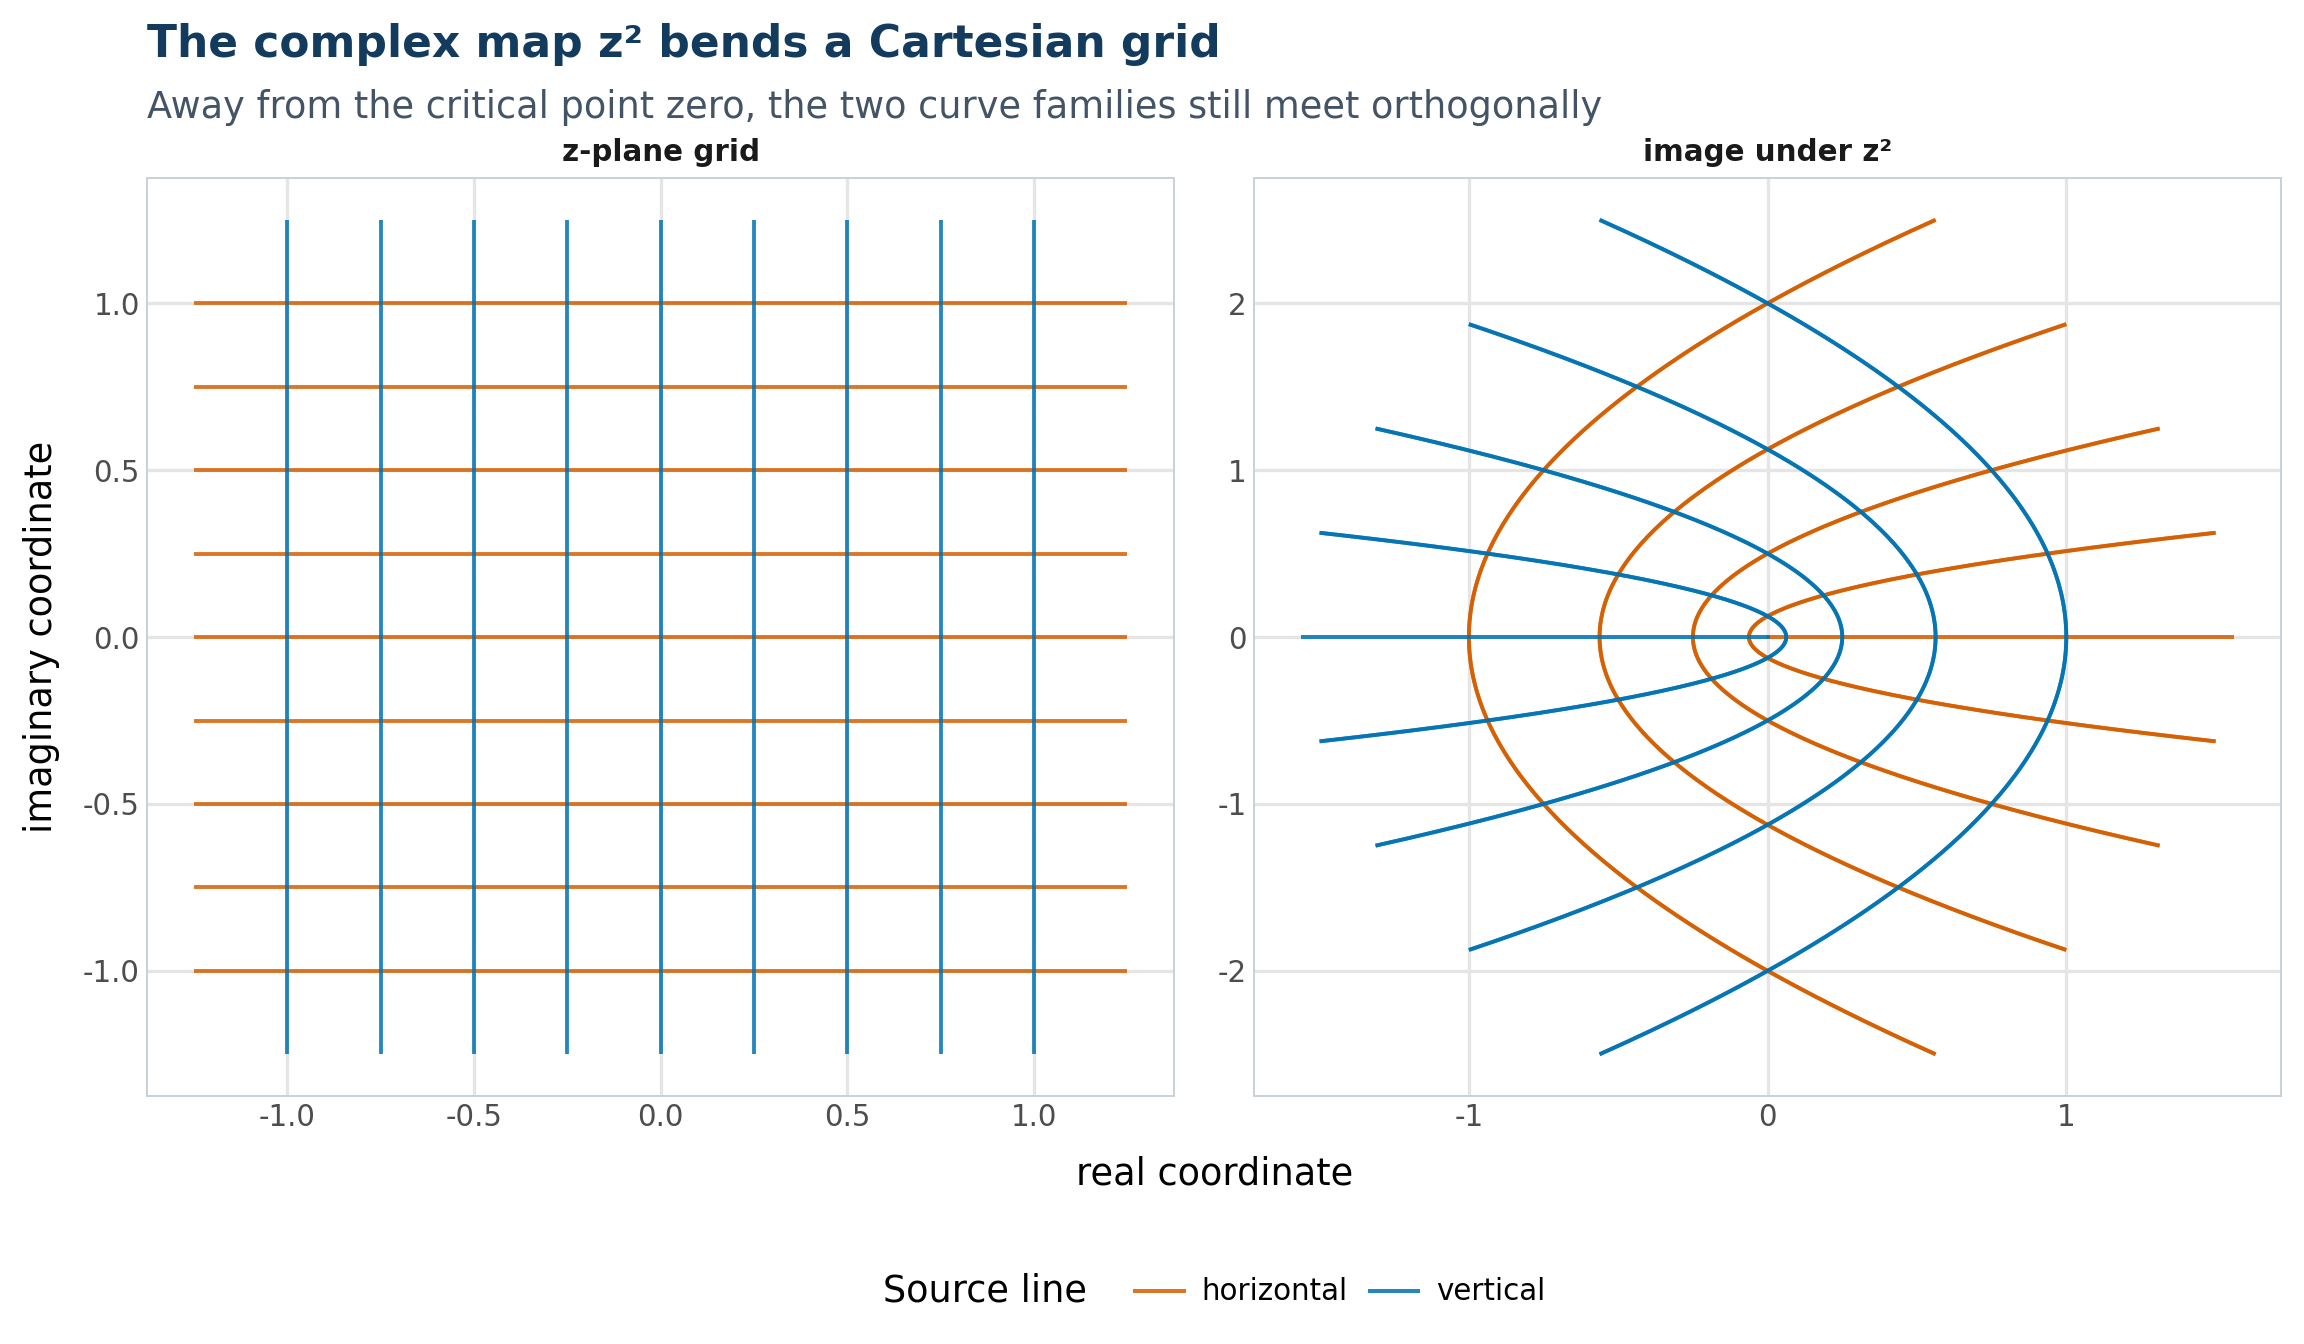 The complex map z² bends a Cartesian grid
Away from the critical point zero, the two curve families still meet orthogonally
z-plane grid
image under z²
imaginary coordinate
1.0
0.5
0.0
-0.5
-1.0
2
1
0
-1
-2
-1.0 -0.5 0.0 0.5 1.0
-1 0 1
real coordinate
Source line horizontal vertical